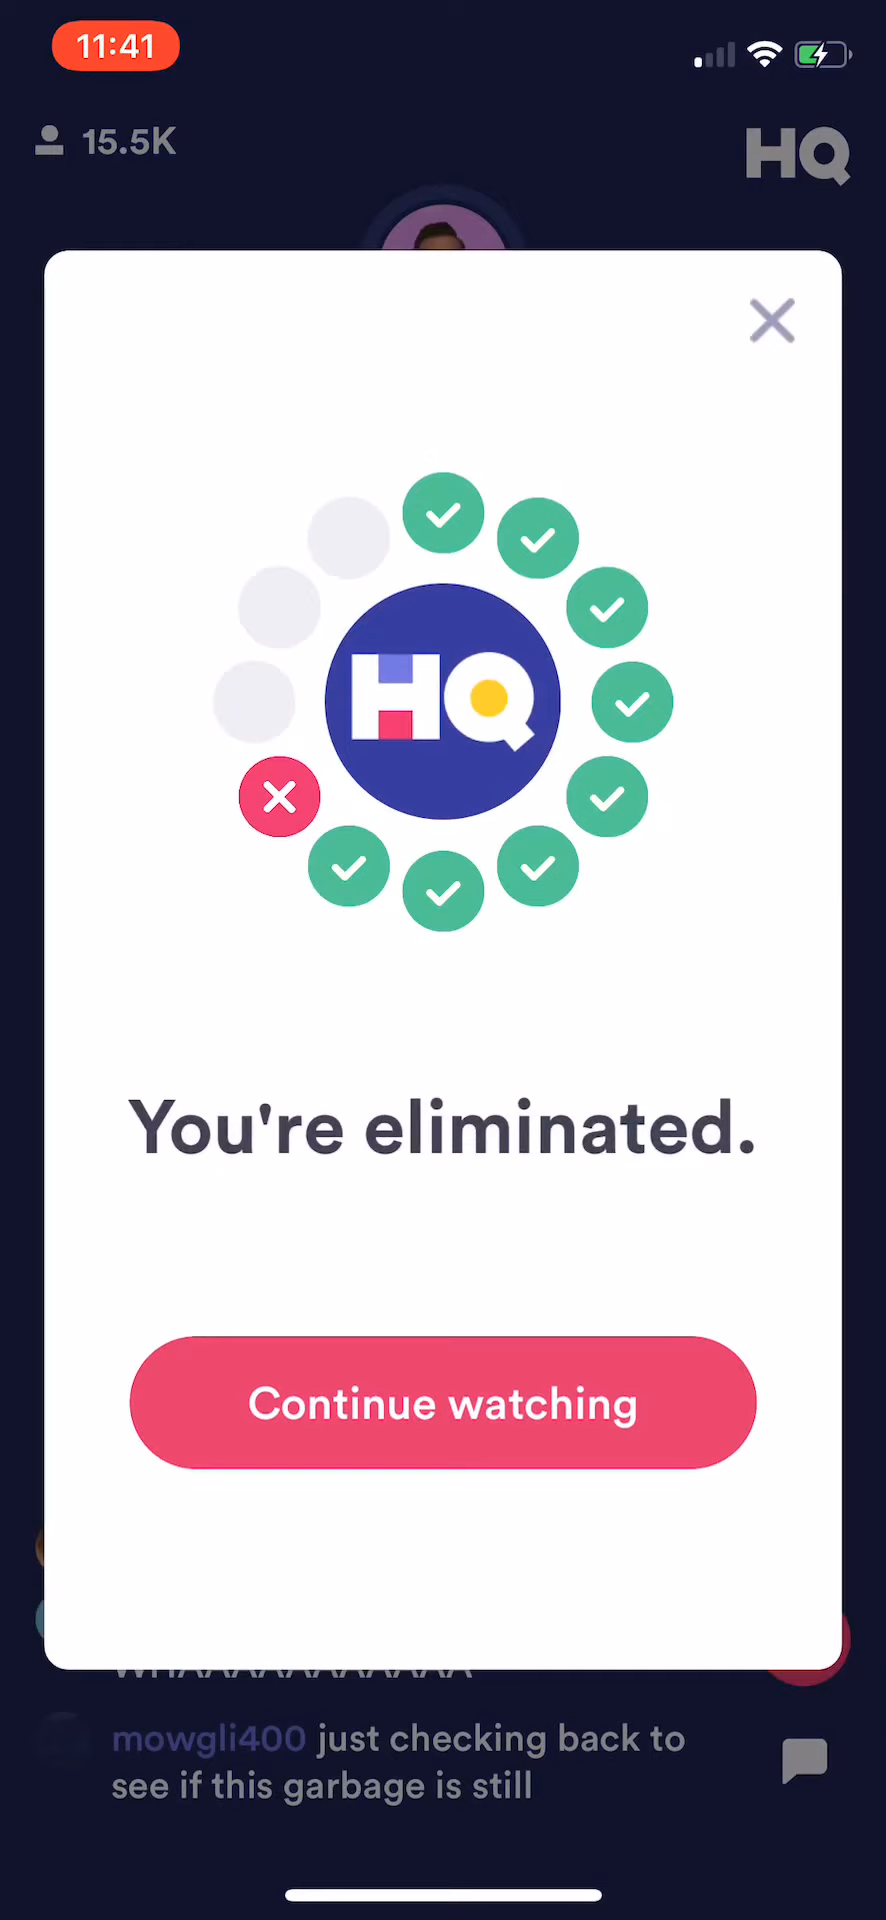 11:41
15.5K
HQ
HQ
You're eliminated.
Continue watching
mowgli400 just checking back to
see if this garbage is still